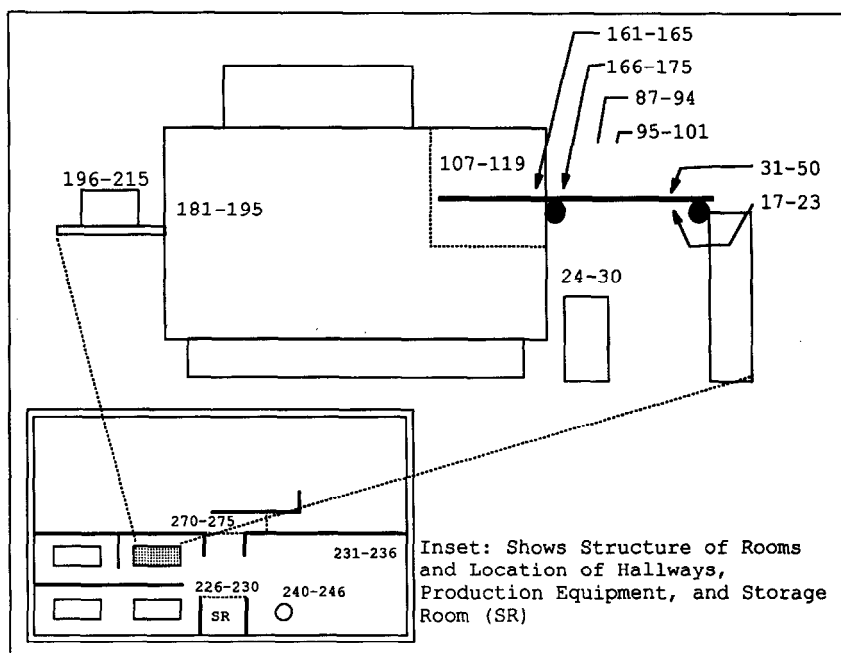 161-165
166-175
87-94
95-101
107-119
31-50
196-215
181-195
17-23
24-30
270-275
231-236
226-230
240-246
SR
Inset: Shows Structure of Rooms
and Location of Hallways,
Production Equipment, and Storage
Room (SR)